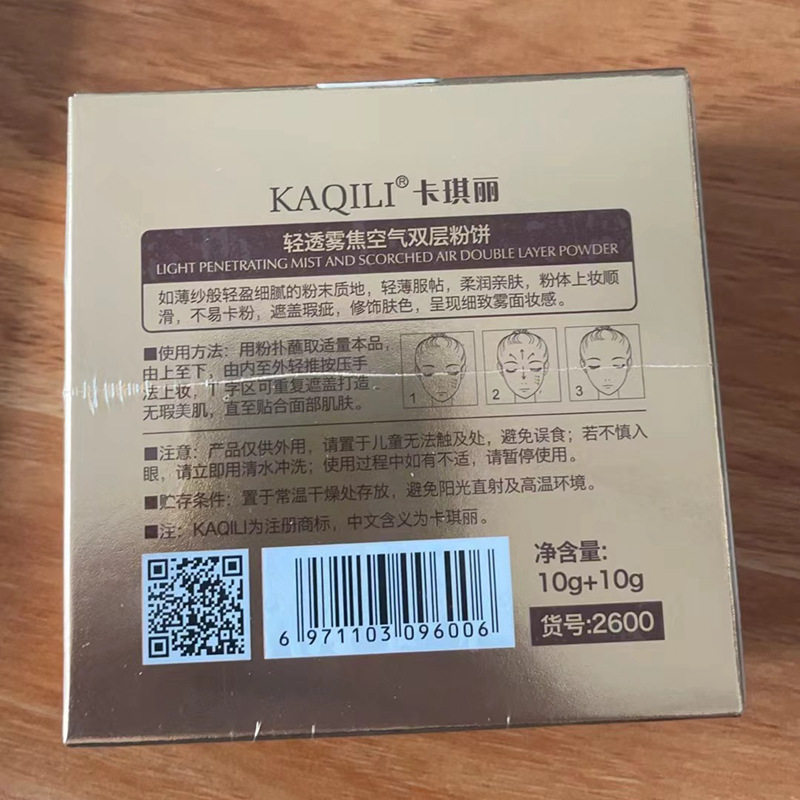 KAQILI®卡琪丽
轻透雾焦空气双层粉饼
LIGHT PENETRATING MIST AND SCORCHED AIR DOUBLE LAYER POWDER
如薄纱般轻盈细腻的粉末质地，轻薄服帖，柔润亲肤，粉体上妆顺
滑，不易卡粉，遮盖瑕疵，修饰肤色，呈现细致雾面妆感。
■使用方法：用粉扑蘸取适量本品，
由上至下，由内至外轻推按压手
法上妆，T字区可重复遮盖打造
无瑕美肌，直至贴合面部肌肤。
1 2 3
■注意：产品仅供外用，请置于儿童无法触及处，避免误食；若不慎入
眼，请立即用清水冲洗；使用过程中如有不适，请暂停使用。
■贮存条件：置于常温干燥处存放，避免阳光直射及高温环境。
■注：KAQILI为注册商标，中文含义为卡琪丽。
净含量:
10g+10g
货号:2600
6 971103 096006